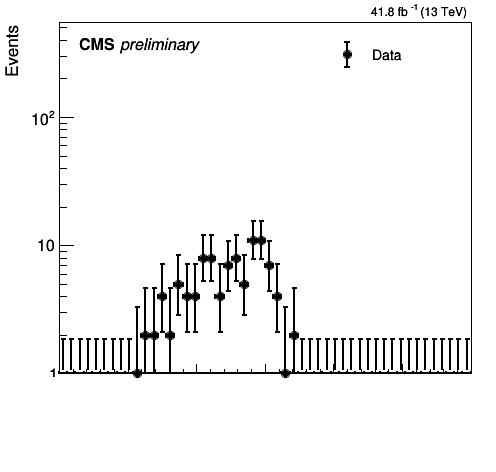 41.8 fb⁻¹ (13 TeV)
Events
CMS preliminary
Data
10²
10
1